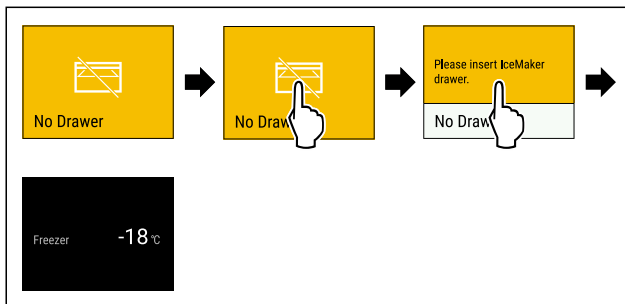 No Drawer
No Draw
Please insert IceMaker
drawer.
No Draw
Freezer -18 °C